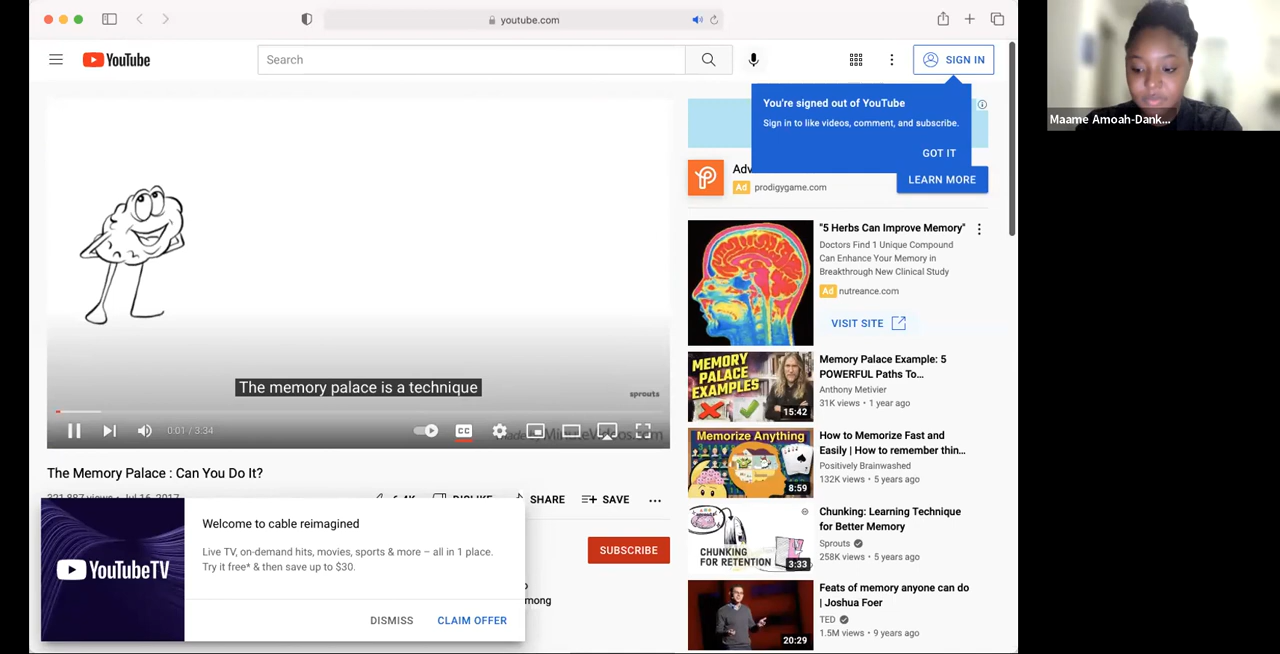 youtube.com
YouTube
Search
SIGN IN
You're signed out of YouTube
Sign in to like videos, comment, and subscribe.
GOT IT
LEARN MORE
Ad prodigygame.com
Maame Amoah-Dank...
The memory palace is a technique
sprouts
0:01 / 3:34
CC
The Memory Palace : Can You Do It?
SHARE
SAVE
SUBSCRIBE
YouTubeTV
Welcome to cable reimagined
Live TV, on-demand hits, movies, sports & more – all in 1 place.
Try it free* & then save up to $30.
DISMISS
CLAIM OFFER
"5 Herbs Can Improve Memory"
Doctors Find 1 Unique Compound
Can Enhance Your Memory in
Breakthrough New Clinical Study
Ad nutreance.com
VISIT SITE
MEMORY
PALACE
EXAMPLES
15:42
Memory Palace Example: 5
POWERFUL Paths To...
Anthony Metivier
31K views • 1 year ago
Memorize Anything
8:59
How to Memorize Fast and
Easily | How to remember thin...
Positively Brainwashed
132K views • 5 years ago
CHUNKING
FOR RETENTION
3:33
Chunking: Learning Technique
for Better Memory
Sprouts
258K views • 5 years ago
20:29
Feats of memory anyone can do
| Joshua Foer
TED
1.5M views • 9 years ago